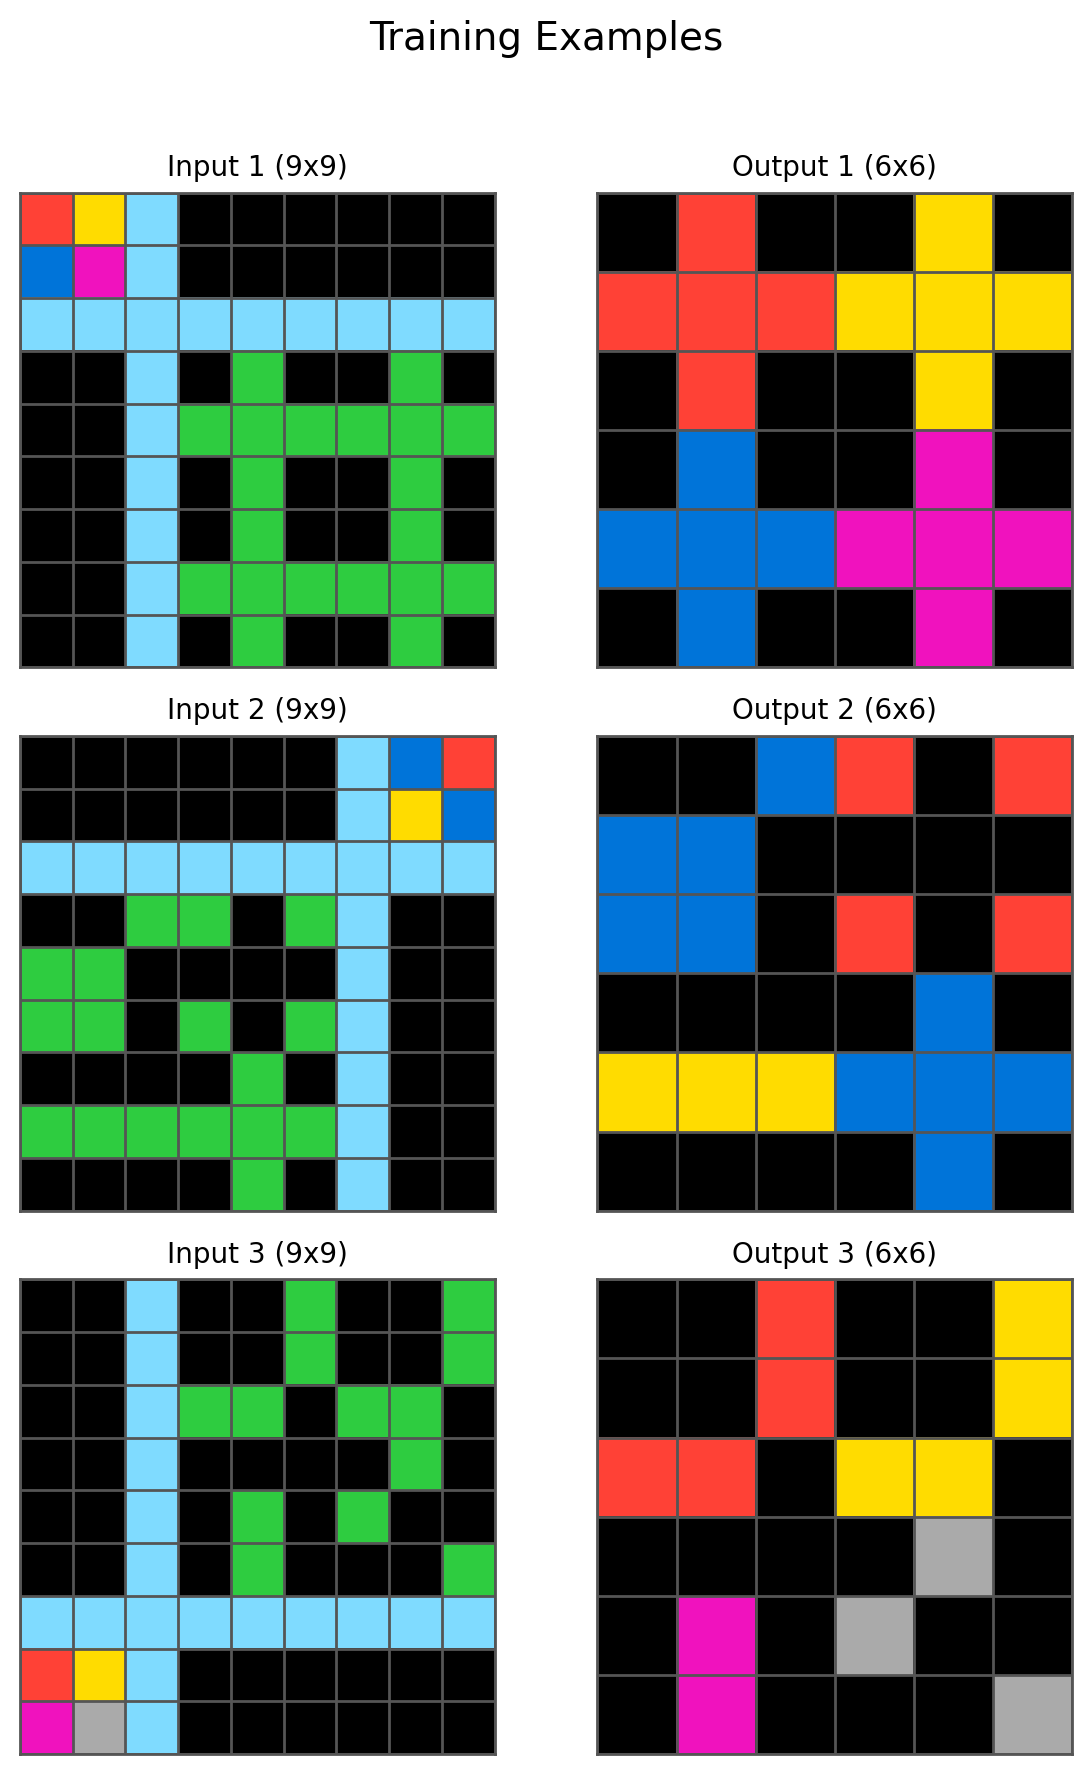 Training Examples
Input 1 (9x9)
Output 1 (6x6)
Input 2 (9x9)
Output 2 (6x6)
Input 3 (9x9)
Output 3 (6x6)